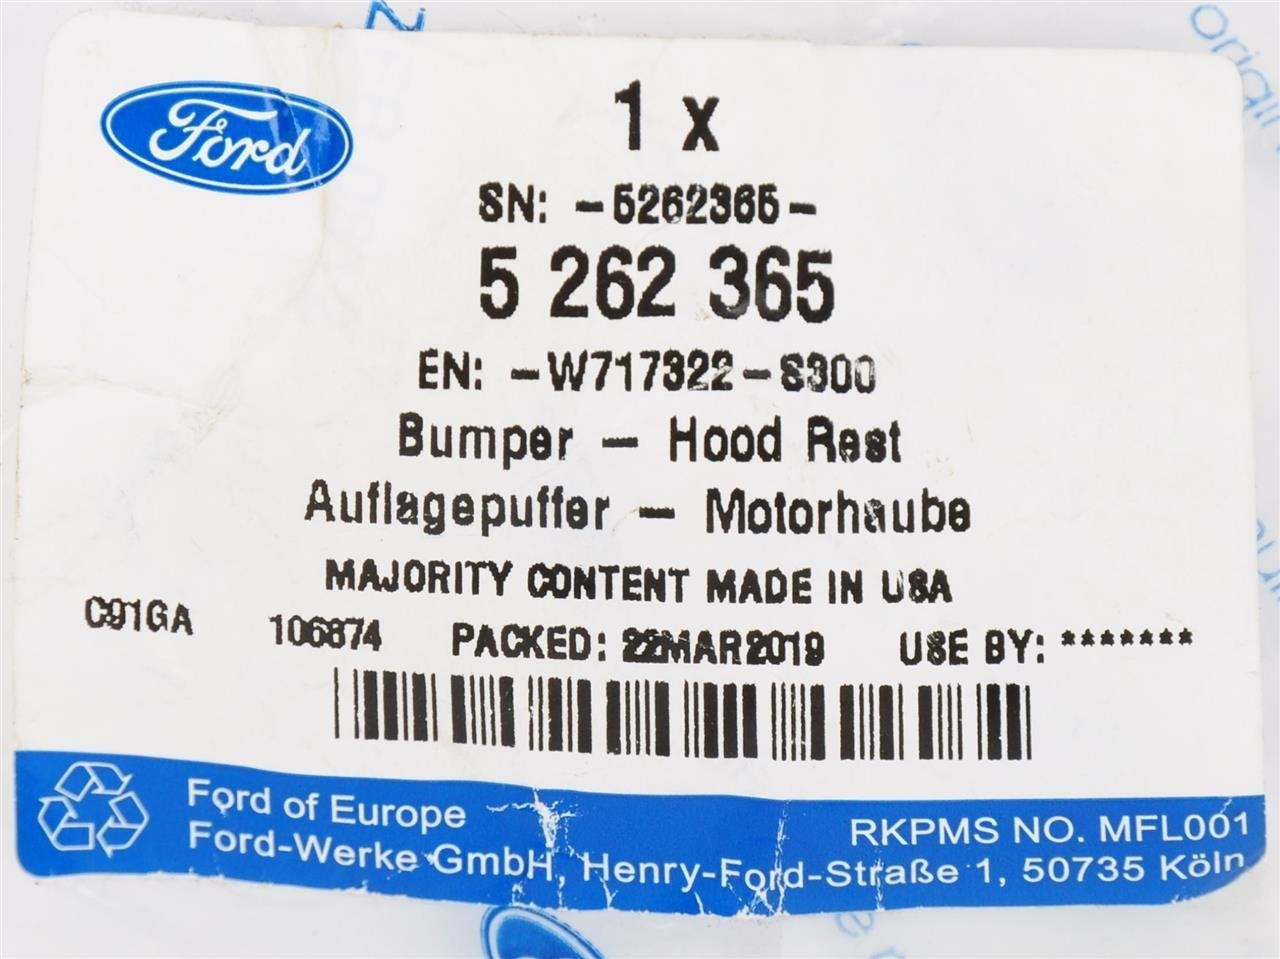 Ford
1 x
SN: -5262365-
5 262 365
EN: -W717322-S300
Bumper - Hood Rest
Auflagepuffer - Motorhaube
MAJORITY CONTENT MADE IN USA
C91GA 106874 PACKED: 22MAR2019 USE BY: *******
Ford of Europe
RKPMS NO. MFL001
Ford-Werke GmbH, Henry-Ford-Straße 1, 50735 Köln